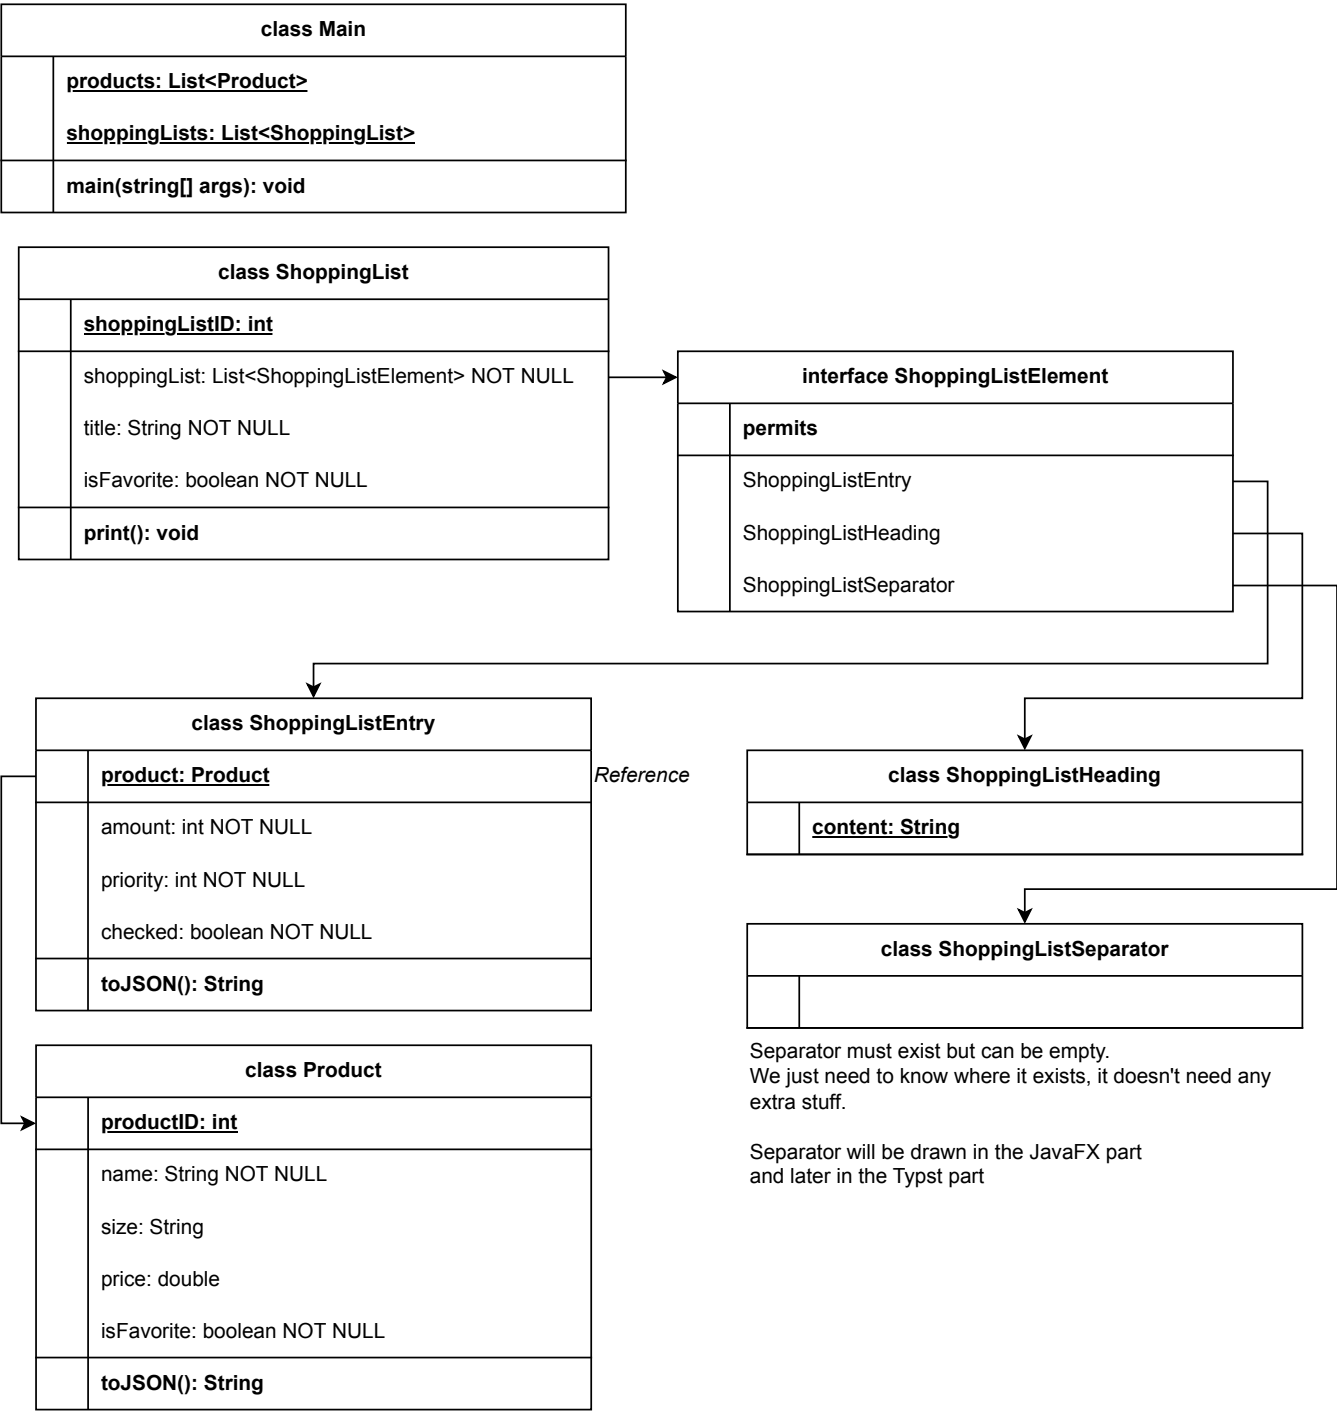 class Main
products: List<Product>
shoppingLists: List<ShoppingList>
main(string[] args): void
class ShoppingList
shoppingListID: int
shoppingList: List<ShoppingListElement> NOT NULL
title: String NOT NULL
isFavorite: boolean NOT NULL
print(): void
interface ShoppingListElement
permits
ShoppingListEntry
ShoppingListHeading
ShoppingListSeparator
class ShoppingListEntry
product: Product
Reference
amount: int NOT NULL
priority: int NOT NULL
checked: boolean NOT NULL
toJSON(): String
class ShoppingListHeading
content: String
class ShoppingListSeparator
Separator must exist but can be empty.
We just need to know where it exists, it doesn't need any
extra stuff.
Separator will be drawn in the JavaFX part
and later in the Typst part
class Product
productID: int
name: String NOT NULL
size: String
price: double
isFavorite: boolean NOT NULL
toJSON(): String